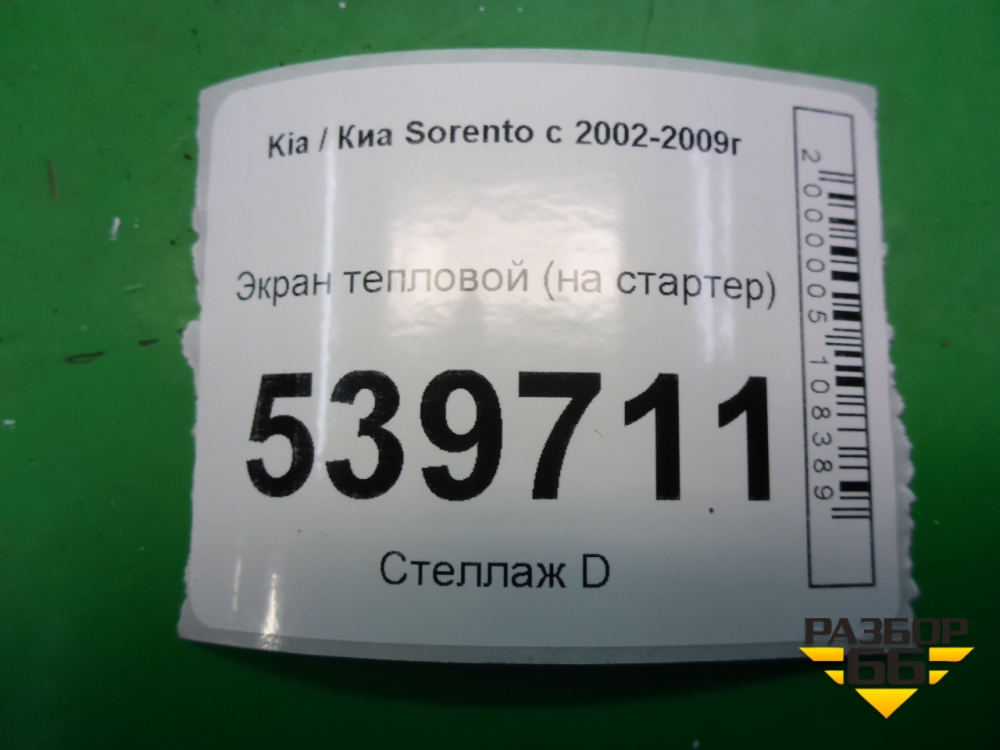 Kia / Киа Sorento с 2002-2009г
Экран тепловой (на стартер)
539711
Стеллаж D
2000005108389
РАЗБОР
66